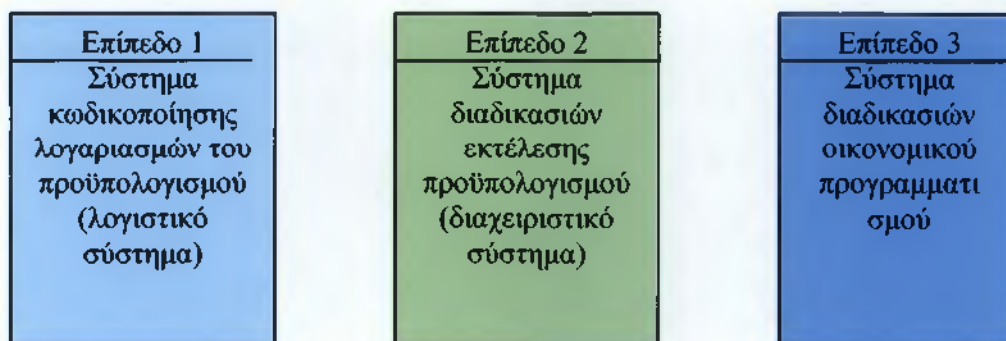 Επίπεδο 1
Σύστημα
κωδικοποίησης
λογαριασμών του
προϋπολογισμού
(λογιστικό
σύστημα)
Επίπεδο 2
Σύστημα
διαδικασιών
εκτέλεσης
προϋπολογισμού
(διαχειριστικό
σύστημα)
Επίπεδο 3
Σύστημα
διαδικασιών
οικονομικού
προγραμματι
σμού